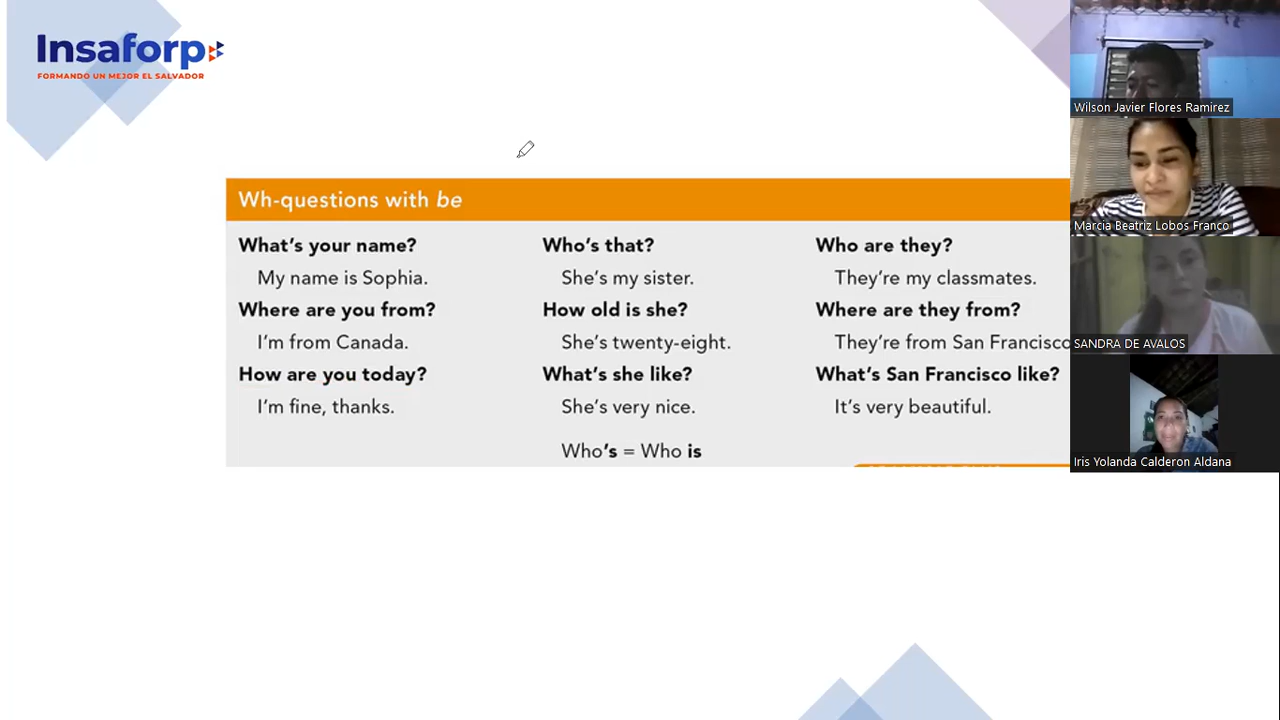 Insaforp
FORMANDO UN MEJOR EL SALVADOR
Wh-questions with be
What's your name?
My name is Sophia.
Where are you from?
I'm from Canada.
How are you today?
I'm fine, thanks.
Who's that?
She's my sister.
How old is she?
She's twenty-eight.
What's she like?
She's very nice.
Who's = Who is
Who are they?
They're my classmates.
Where are they from?
They're from San Francisco
What's San Francisco like?
It's very beautiful.
Wilson Javier Flores Ramirez
Marcia Beatriz Lobos Franco
SANDRA DE AVALOS
Iris Yolanda Calderon Aldana